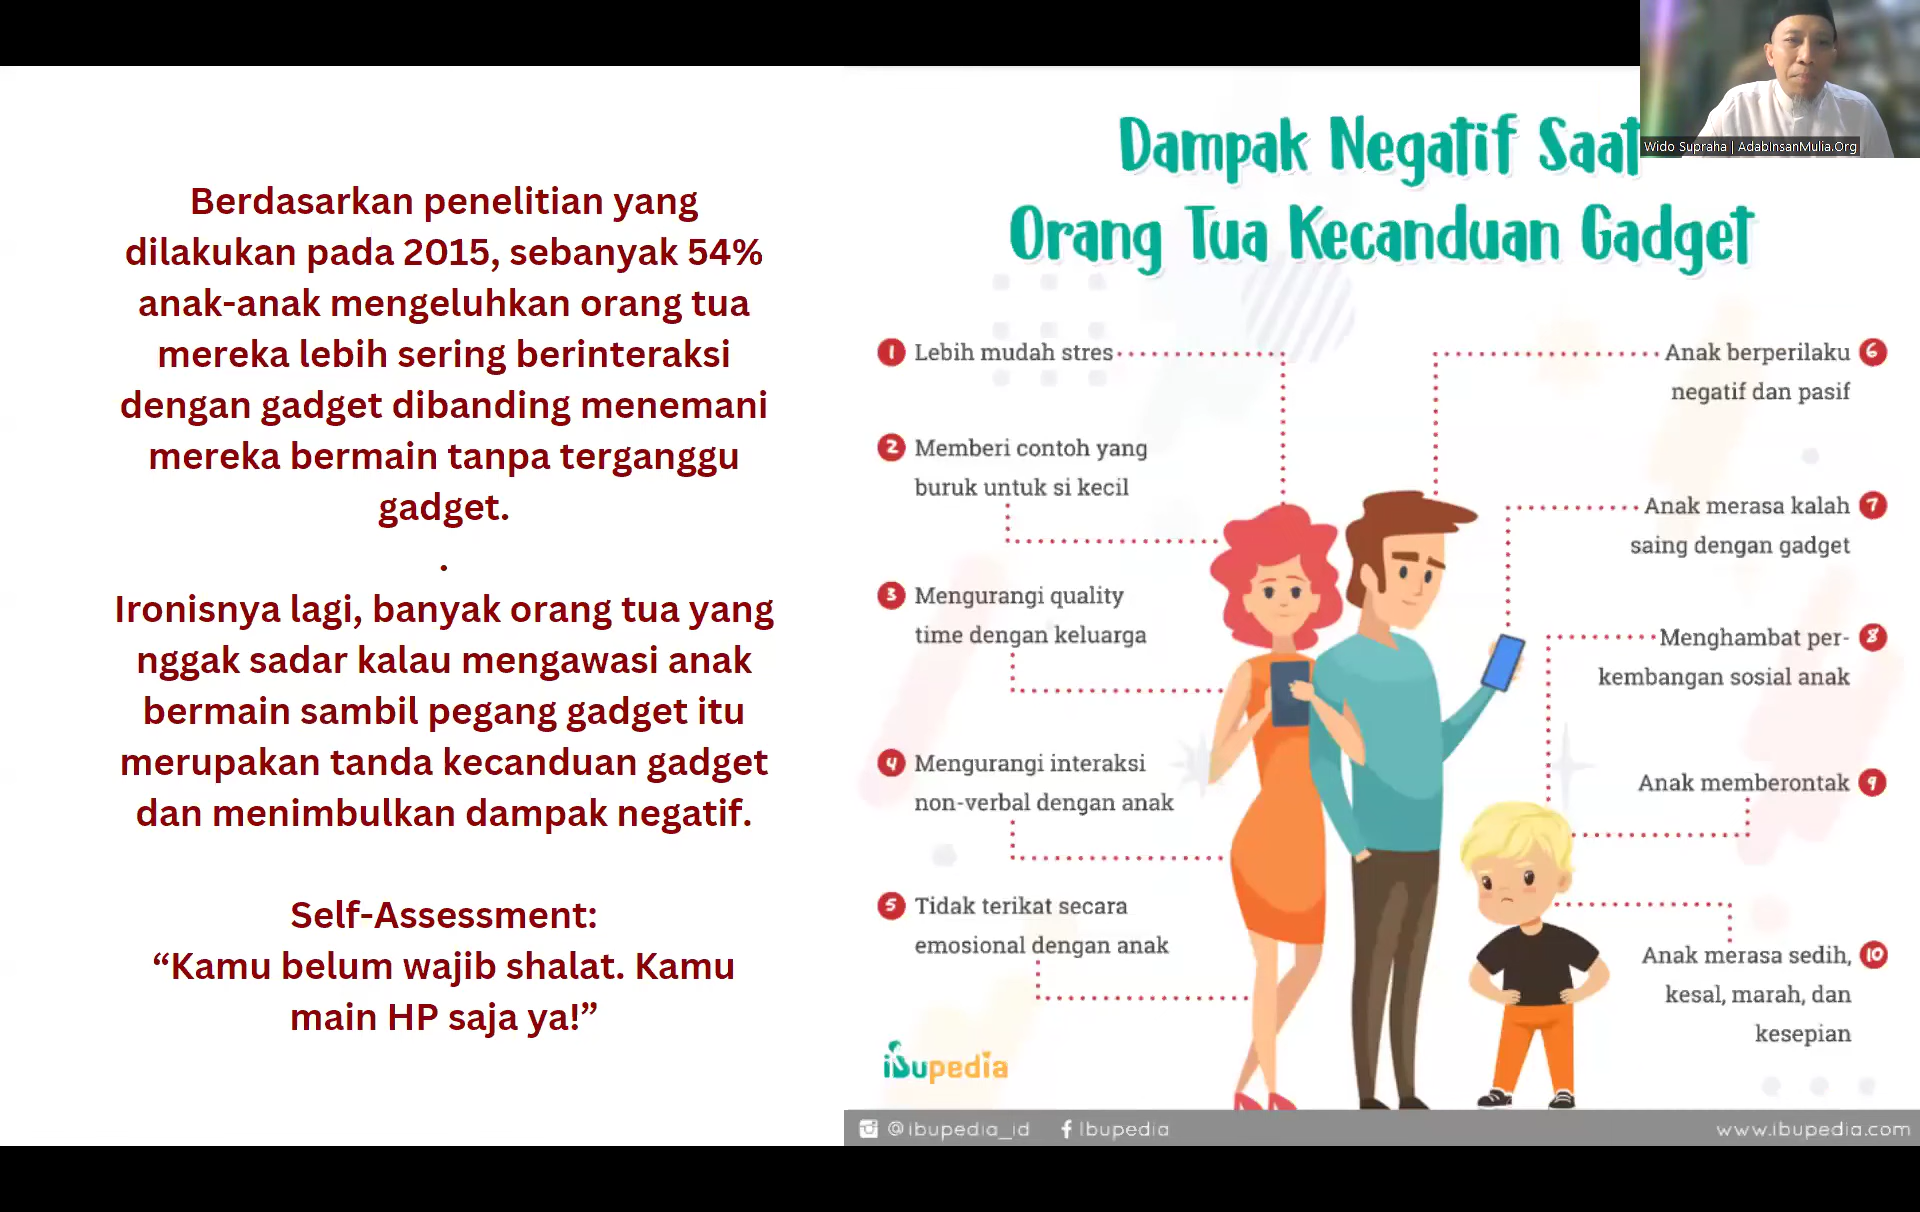 Berdasarkan penelitian yang
dilakukan pada 2015, sebanyak 54%
anak-anak mengeluhkan orang tua
mereka lebih sering berinteraksi
dengan gadget dibanding menemani
mereka bermain tanpa terganggu
gadget.
.
Ironisnya lagi, banyak orang tua yang
nggak sadar kalau mengawasi anak
bermain sambil pegang gadget itu
merupakan tanda kecanduan gadget
dan menimbulkan dampak negatif.
Self-Assessment:
“Kamu belum wajib shalat. Kamu
main HP saja ya!”
Wido Supraha | AdabInsanMulia.Org
Dampak Negatif Saat
Orang Tua Kecanduan Gadget
1 Lebih mudah stres
2 Memberi contoh yang
buruk untuk si kecil
3 Mengurangi quality
time dengan keluarga
4 Mengurangi interaksi
non-verbal dengan anak
5 Tidak terikat secara
emosional dengan anak
Anak berperilaku 6
negatif dan pasif
Anak merasa kalah 7
saing dengan gadget
Menghambat per- 8
kembangan sosial anak
Anak memberontak 9
Anak merasa sedih, 10
kesal, marah, dan
kesepian
ibupedia
@ibupedia_id
Ibupedia
www.ibupedia.com